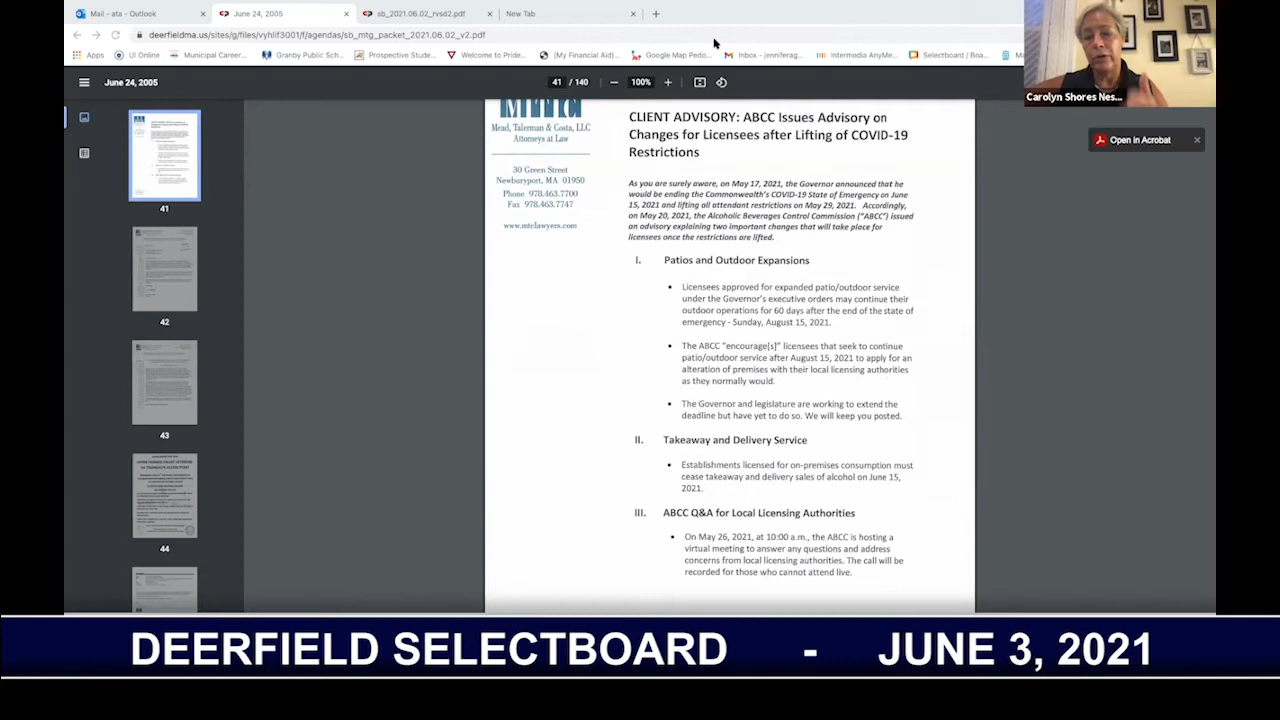 Mail - ata - Outlook
June 24, 2005
sb_2021.06.02_rvsd2.pdf
New Tab
deerfieldma.us/sites/g/files/vyhlif3001/f/agendas/sb_mtg_packet_2021.06.02_v2.pdf
Apps
UI Online
Municipal Career...
Granby Public Sch...
Prospective Stude...
Welcome to Pride...
(My Financial Aid)...
Google Map Pedo...
Inbox - jenniferag...
Intermedia AnyMe...
Selectboard / Boa...
June 24, 2005
41 / 140
100%
Carolyn Shores Nes...
Open in Acrobat
41
42
43
44
MTTC
Mead, Talerman & Costa, LLC
Attorneys at Law
30 Green Street
Newburyport, MA 01950
Phone 978.463.7700
Fax 978.463.7747
www.mtclawyers.com
CLIENT ADVISORY: ABCC Issues Advisory on
Changes for Licensees after Lifting of COVID-19
Restrictions
As you are surely aware, on May 17, 2021, the Governor announced that he
would be ending the Commonwealth's COVID-19 State of Emergency on June
15, 2021 and lifting all attendant restrictions on May 29, 2021. Accordingly,
on May 20, 2021, the Alcoholic Beverages Control Commission ("ABCC") issued
an advisory explaining two important changes that will take place for
licensees once the restrictions are lifted.
I. Patios and Outdoor Expansions
• Licensees approved for expanded patio/outdoor service
under the Governor's executive orders may continue their
outdoor operations for 60 days after the end of the state of
emergency - Sunday, August 15, 2021.
• The ABCC "encourage[s]" licensees that seek to continue
patio/outdoor service after August 15, 2021 to apply for an
alteration of premises with their local licensing authorities
as they normally would.
• The Governor and legislature are working to extend the
deadline but have yet to do so. We will keep you posted.
II. Takeaway and Delivery Service
• Establishments licensed for on-premises consumption must
cease takeaway and delivery sales of alcohol on June 15,
2021.
III. ABCC Q&A for Local Licensing Authorities
• On May 26, 2021, at 10:00 a.m., the ABCC is hosting a
virtual meeting to answer any questions and address
concerns from local licensing authorities. The call will be
recorded for those who cannot attend live.
DEERFIELD SELECTBOARD - JUNE 3, 2021